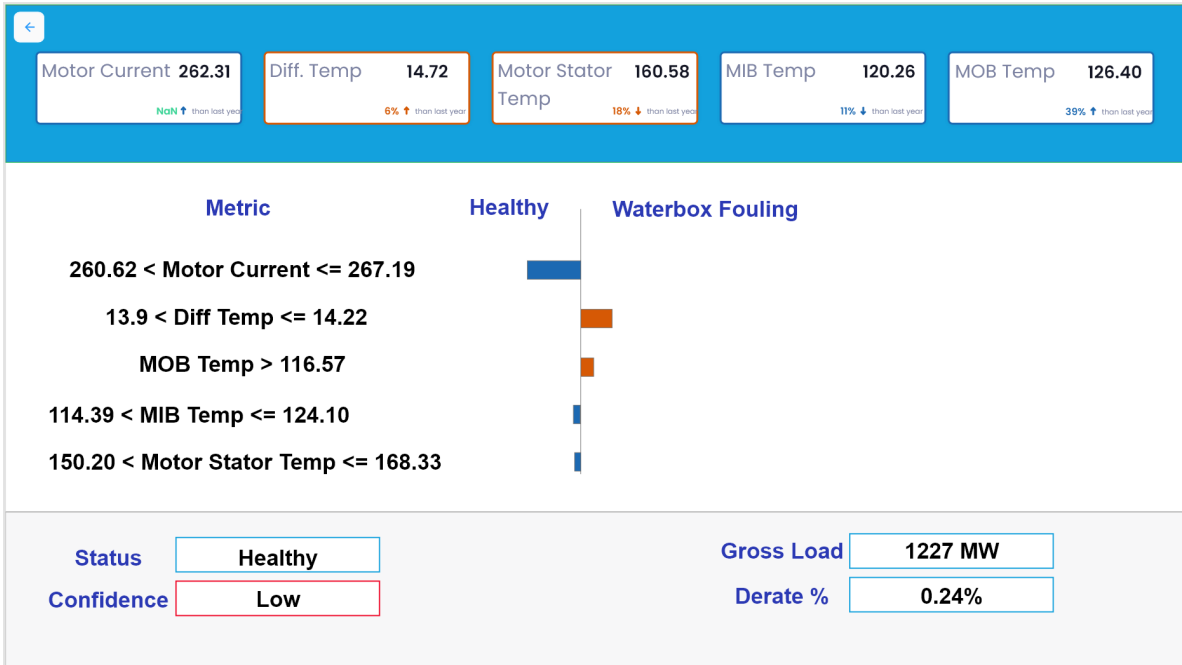 ←
Motor Current 262.31
NaN ↑ than last yea
Diff. Temp 14.72
6% ↑ than last year
Motor Stator 160.58
Temp
18% ↓ than last yea
MIB Temp 120.26
11% ↓ than last year
MOB Temp 126.40
39% ↑ than last year
Metric Healthy Waterbox Fouling
260.62 < Motor Current <= 267.19
13.9 < Diff Temp <= 14.22
MOB Temp > 116.57
114.39 < MIB Temp <= 124.10
150.20 < Motor Stator Temp <= 168.33
Status Healthy
Confidence Low
Gross Load 1227 MW
Derate % 0.24%